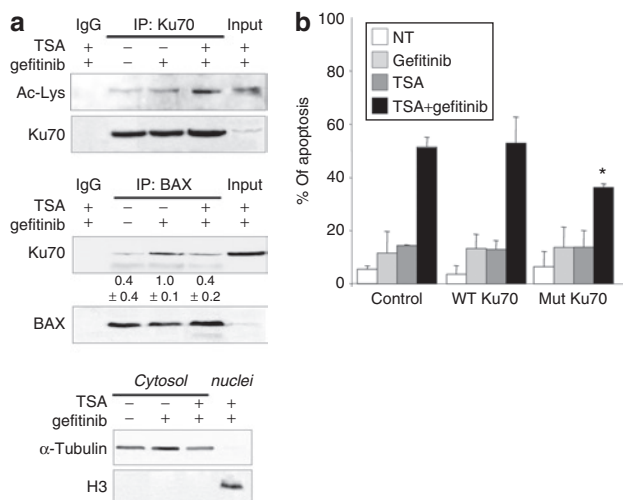 a
IgG IP: Ku70 Input
TSA + − − + +
gefitinib + − + + +
Ac-Lys
Ku70
IgG IP: BAX Input
TSA + − − + +
gefitinib + − + + +
Ku70
0.4 1.0 0.4
± 0.4 ± 0.1 ± 0.2
BAX
Cytosol nuclei
TSA − − + +
gefitinib − + + +
α-Tubulin
H3
b
100
80
60
40
20
0
% Of apoptosis
NT
Gefitinib
TSA
TSA+gefitinib
*
Control WT Ku70 Mut Ku70